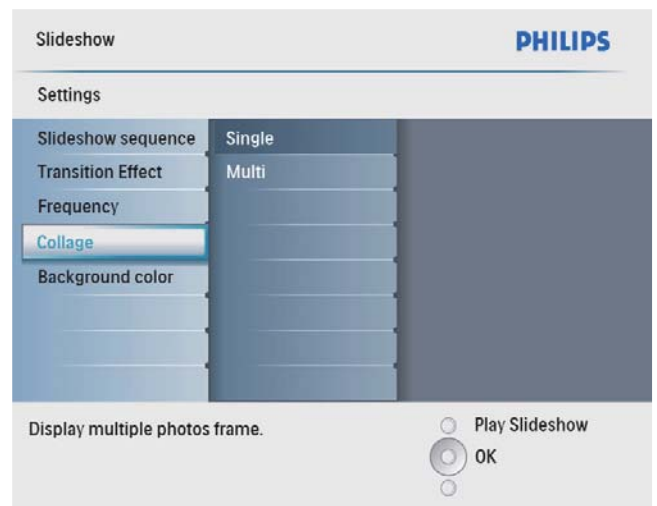 Slideshow
PHILIPS
Settings
Slideshow sequence
Single
Transition Effect
Multi
Frequency
Collage
Background color
Display multiple photos frame.
Play Slideshow
OK